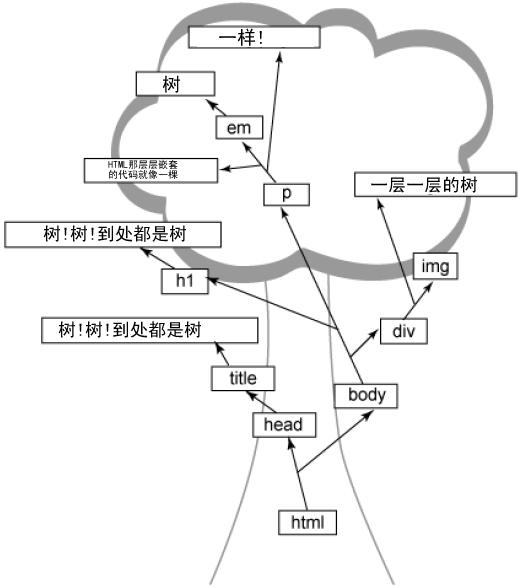 一样!
树
em
HTML那层层嵌套
的代码就像一棵
p
一层一层的树
树!树!到处都是树
img
h1
树!树!到处都是树
div
title
body
head
html